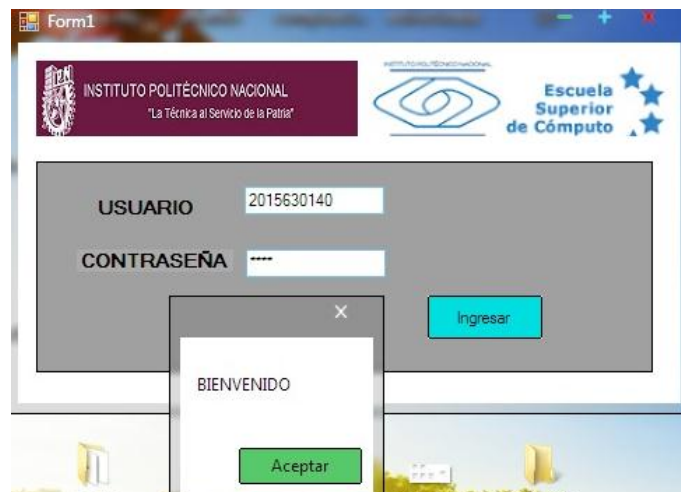 Form1
INSTITUTO POLITÉCNICO NACIONAL
"La Técnica al Servicio de la Patria"
Escuela
Superior
de Cómputo
USUARIO
2015630140
CONTRASEÑA
****
Ingresar
X
BIENVENIDO
Aceptar